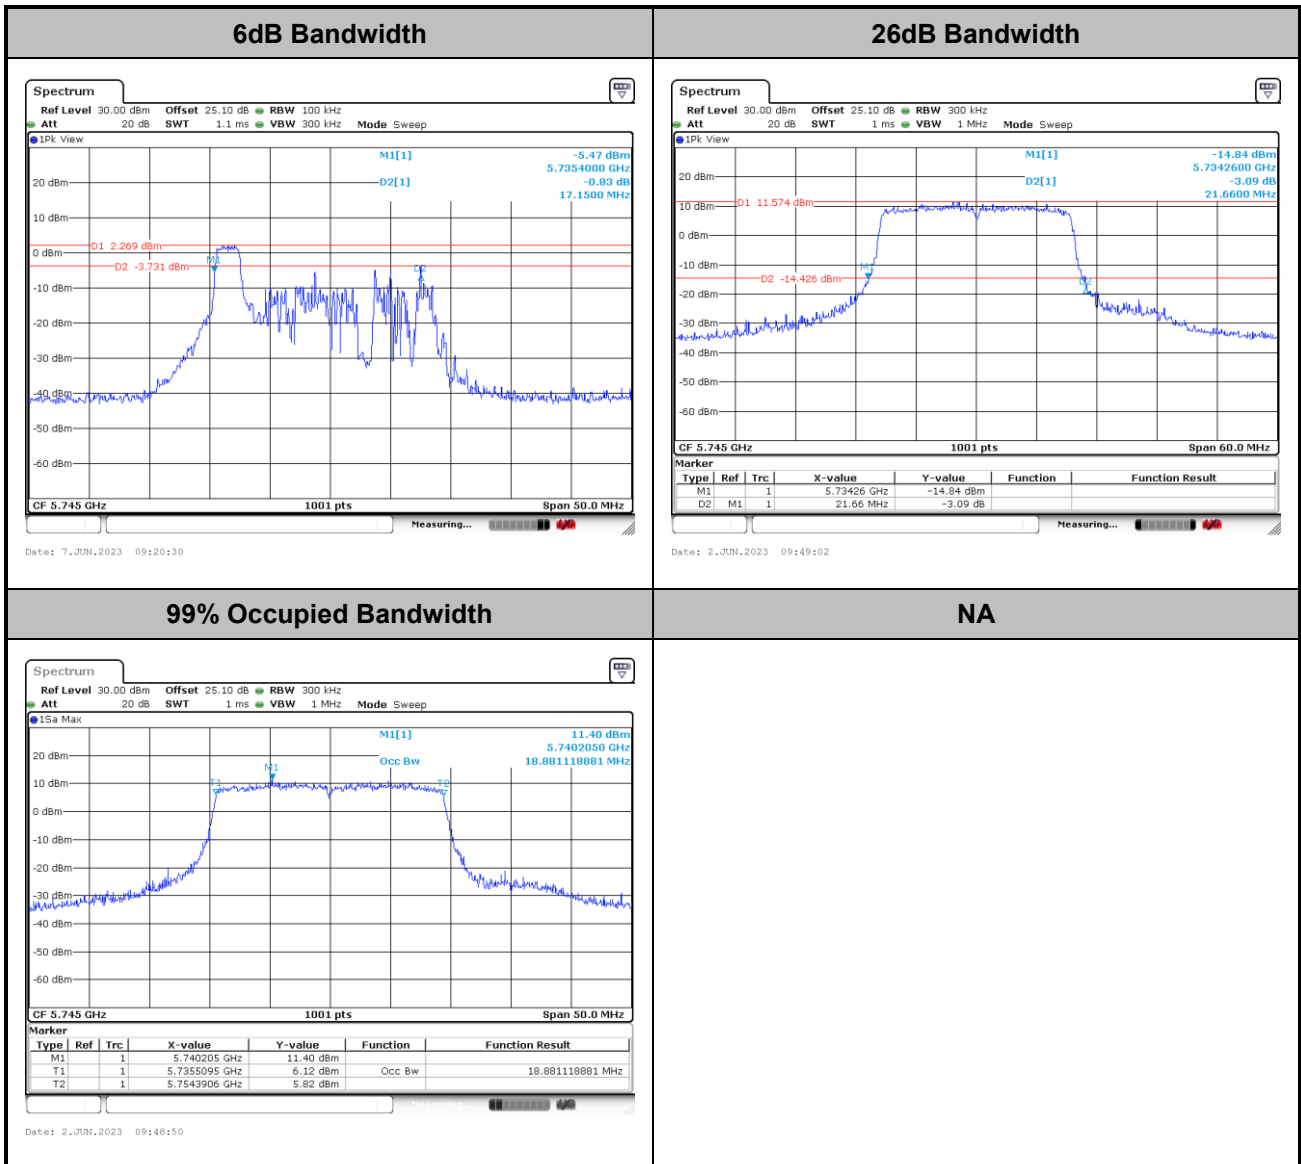 6dB Bandwidth
26dB Bandwidth
Spectrum
Ref Level 30.00 dBm Offset 25.10 dB RBW 100 kHz
Att 20 dB SWT 1.1 ms VBW 300 kHz Mode Sweep
1Pk View
M1[1] -5.47 dBm
5.7354000 GHz
D2[1] -0.83 dB
17.1500 MHz
20 dBm
10 dBm
D1 2.269 dBm
0 dBm
M1
D2 -3.731 dBm
D2
-10 dBm
-20 dBm
-30 dBm
-40 dBm
-50 dBm
-60 dBm
CF 5.745 GHz 1001 pts Span 50.0 MHz
Measuring...
Date: 7.JUN.2023 09:20:30
Spectrum
Ref Level 30.00 dBm Offset 25.10 dB RBW 300 kHz
Att 20 dB SWT 1 ms VBW 1 MHz Mode Sweep
1Pk View
M1[1] -14.84 dBm
5.7342600 GHz
D2[1] -3.09 dB
21.6600 MHz
20 dBm
10 dBm
D1 11.574 dBm
0 dBm
-10 dBm
M1
D2 -14.426 dBm
D2
-20 dBm
-30 dBm
-40 dBm
-50 dBm
-60 dBm
CF 5.745 GHz 1001 pts Span 60.0 MHz
Marker
Type Ref Trc X-value Y-value Function Function Result
M1 1 5.73426 GHz -14.84 dBm
D2 M1 1 21.66 MHz -3.09 dB
Measuring...
Date: 2.JUN.2023 09:49:02
99% Occupied Bandwidth
NA
Spectrum
Ref Level 30.00 dBm Offset 25.10 dB RBW 300 kHz
Att 20 dB SWT 1 ms VBW 1 MHz Mode Sweep
1Sa Max
M1[1] 11.40 dBm
5.7402050 GHz
Occ Bw 18.881118881 MHz
20 dBm
M1
10 dBm
T1
T2
0 dBm
-10 dBm
-20 dBm
-30 dBm
-40 dBm
-50 dBm
-60 dBm
CF 5.745 GHz 1001 pts Span 50.0 MHz
Marker
Type Ref Trc X-value Y-value Function Function Result
M1 1 5.740205 GHz 11.40 dBm
T1 1 5.7355095 GHz 6.12 dBm Occ Bw 18.881118881 MHz
T2 1 5.7543906 GHz 5.82 dBm
Measuring...
Date: 2.JUN.2023 09:48:50